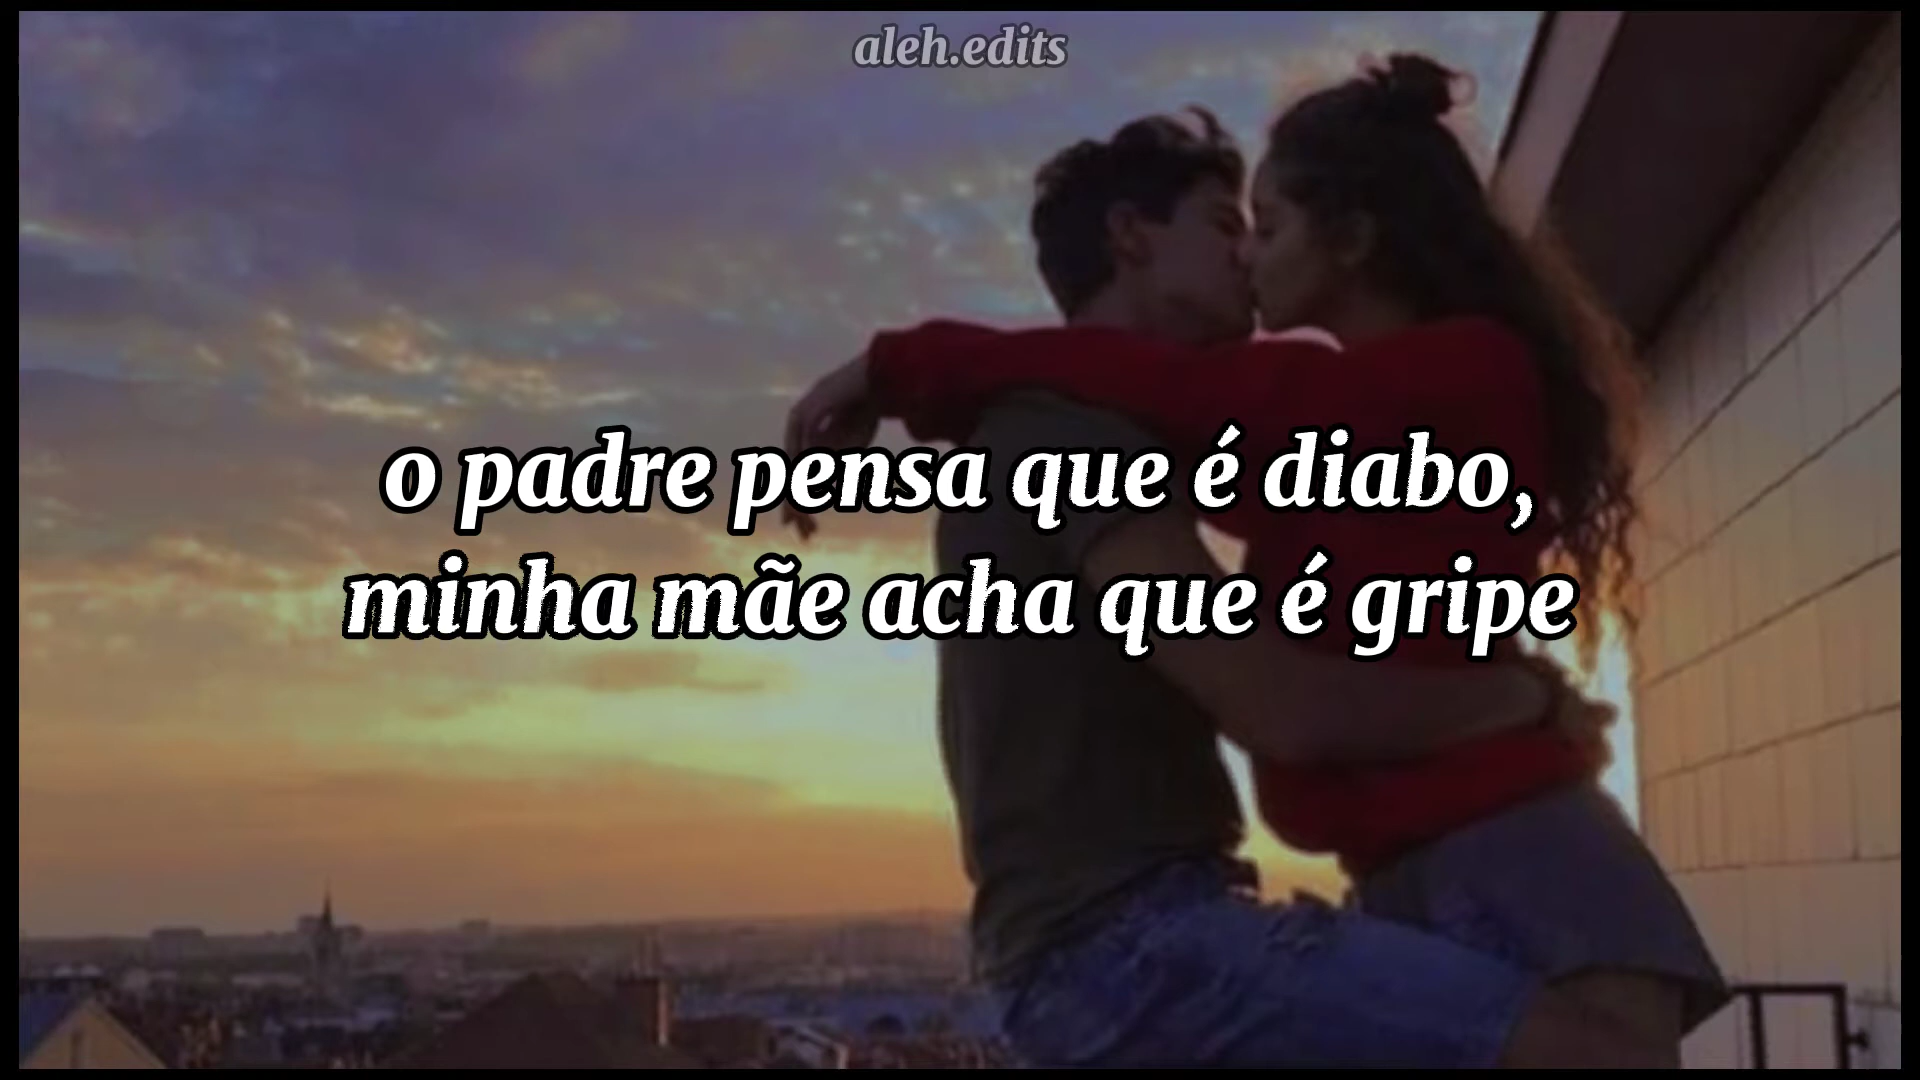 aleh.edits
o padre pensa que é diabo,
minha mãe acha que é gripe